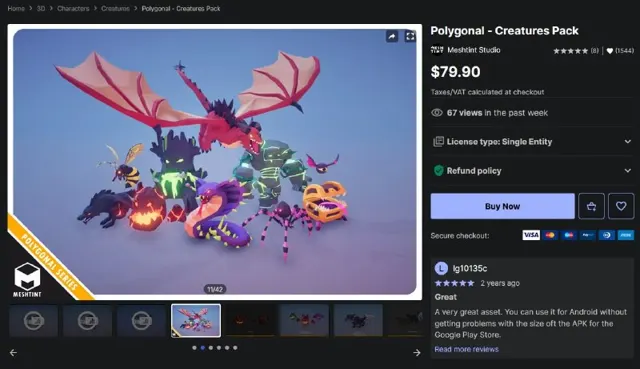 Home > 3D > Characters > Creatures > Polygonal - Creatures Pack
Polygonal - Creatures Pack
Meshtint Studio
(8) | (1544)
$79.90
Taxes/VAT calculated at checkout
67 views in the past week
License type: Single Entity
Refund policy
Buy Now
Secure checkout:
VISA
POLYGONAL SERIES
MESHTINT
11/42
L
lg10135c
2 years ago
Great
A very great asset. You can use it for Android without
getting problems with the size oft the APK for the
Google Play Store.
Read more reviews